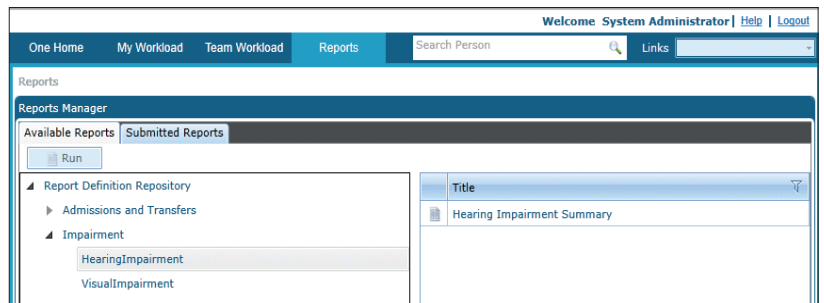 Welcome System Administrator | Help | Logout
One Home My Workload Team Workload Reports Search Person Links
Reports
Reports Manager
Available Reports Submitted Reports
Run
Report Definition Repository
Admissions and Transfers
Impairment
HearingImpairment
VisualImpairment
Title
Hearing Impairment Summary